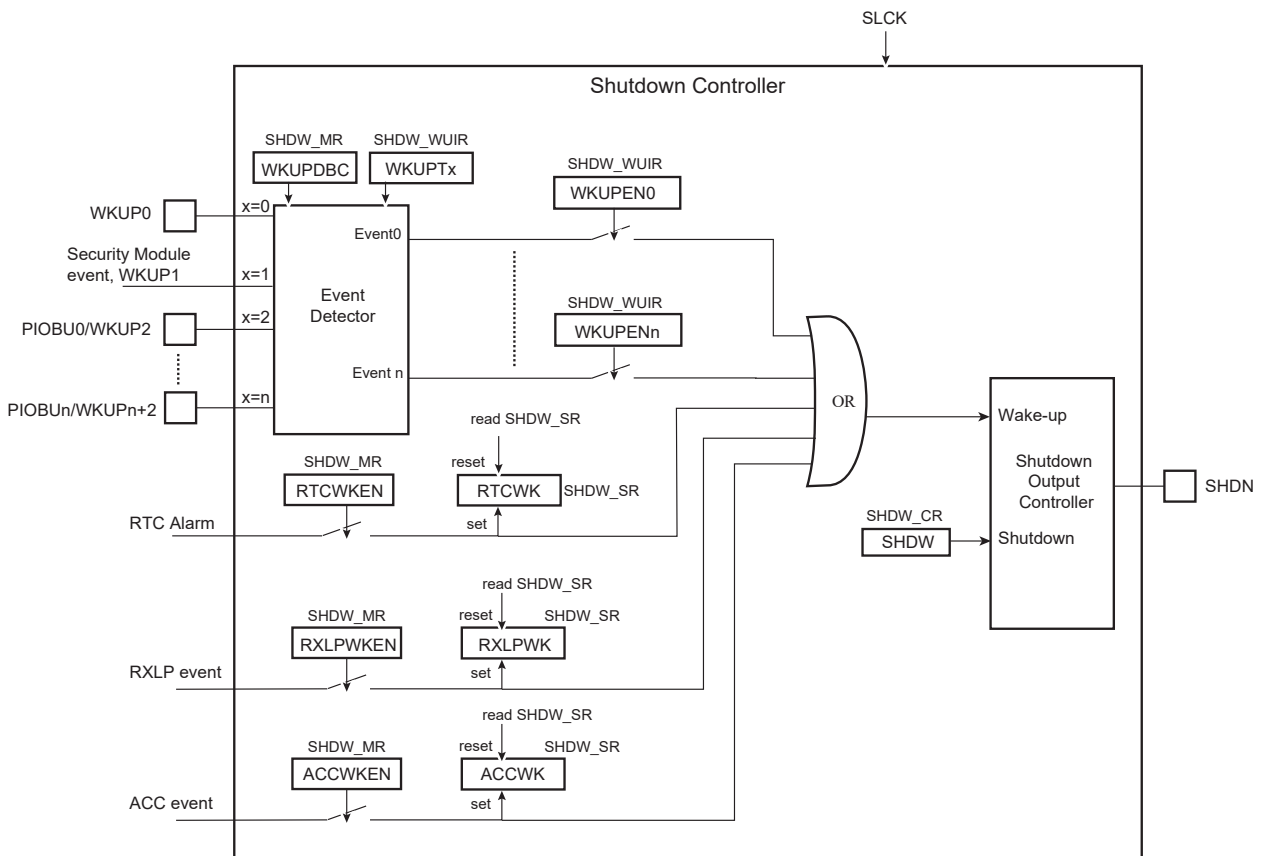 SLCK
Shutdown Controller
SHDW_MR
SHDW_WUIR
WKUPDBC
WKUPTx
SHDW_WUIR
WKUPEN0
WKUP0
x=0
Event0
Security Module
event, WKUP1
x=1
Event
Detector
SHDW_WUIR
WKUPENn
PIOBU0/WKUP2
x=2
Event n
PIOBUn/WKUPn+2
x=n
OR
Wake-up
Shutdown
Output
Controller
SHDN
SHDW_CR
SHDW
Shutdown
read SHDW_SR
SHDW_MR
reset
RTCWKEN
RTCWK
SHDW_SR
RTC Alarm
set
read SHDW_SR
SHDW_MR
reset
SHDW_SR
RXLPWKEN
RXLPWK
RXLP event
set
read SHDW_SR
SHDW_MR
reset
SHDW_SR
ACCWKEN
ACCWK
ACC event
set